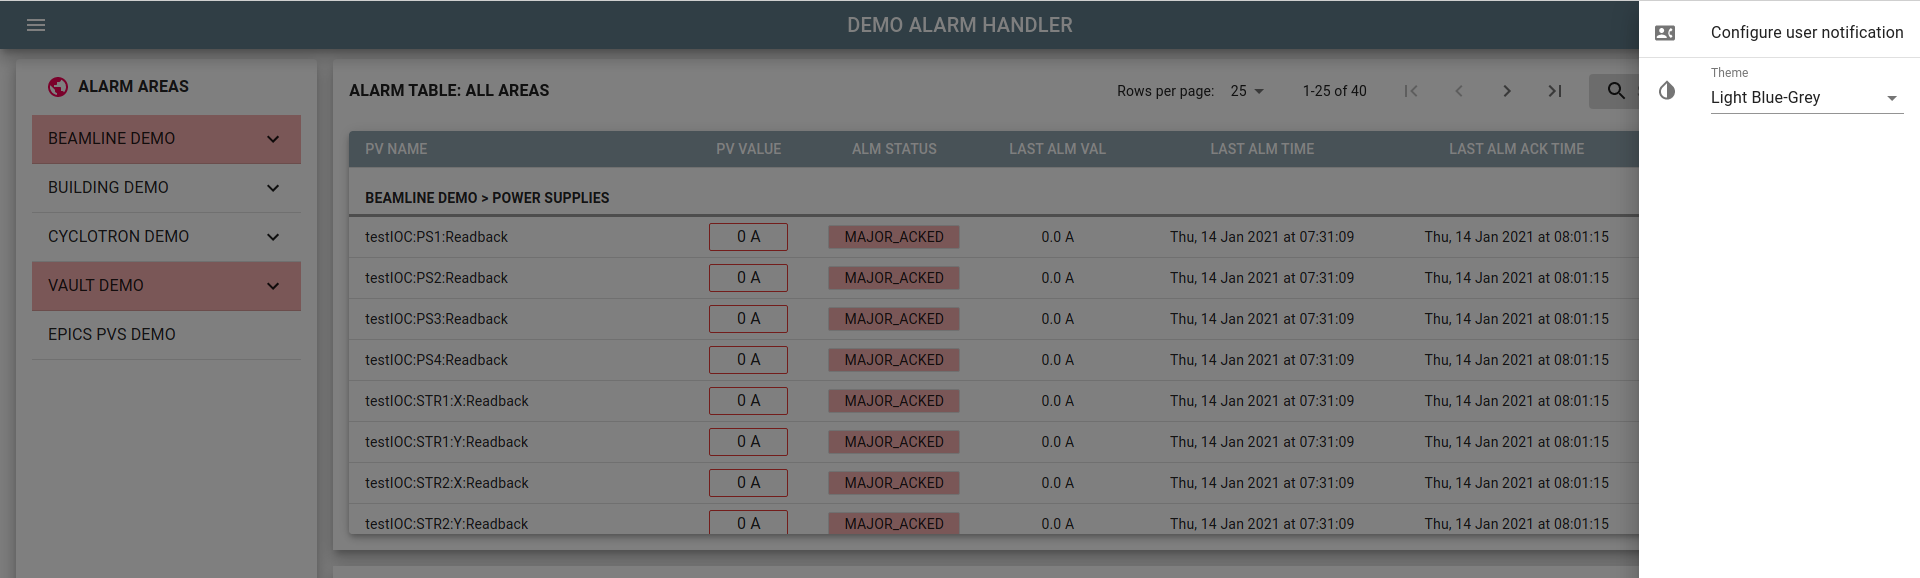 DEMO ALARM HANDLER
Configure user notification
Theme
Light Blue-Grey
ALARM AREAS
BEAMLINE DEMO
BUILDING DEMO
CYCLOTRON DEMO
VAULT DEMO
EPICS PVS DEMO
ALARM TABLE: ALL AREAS Rows per page: 25 1-25 of 40
PV NAME PV VALUE ALM STATUS LAST ALM VAL LAST ALM TIME LAST ALM ACK TIME
BEAMLINE DEMO > POWER SUPPLIES
testIOC:PS1:Readback 0 A MAJOR_ACKED 0.0 A Thu, 14 Jan 2021 at 07:31:09 Thu, 14 Jan 2021 at 08:01:15
testIOC:PS2:Readback 0 A MAJOR_ACKED 0.0 A Thu, 14 Jan 2021 at 07:31:09 Thu, 14 Jan 2021 at 08:01:15
testIOC:PS3:Readback 0 A MAJOR_ACKED 0.0 A Thu, 14 Jan 2021 at 07:31:09 Thu, 14 Jan 2021 at 08:01:15
testIOC:PS4:Readback 0 A MAJOR_ACKED 0.0 A Thu, 14 Jan 2021 at 07:31:09 Thu, 14 Jan 2021 at 08:01:15
testIOC:STR1:X:Readback 0 A MAJOR_ACKED 0.0 A Thu, 14 Jan 2021 at 07:31:09 Thu, 14 Jan 2021 at 08:01:15
testIOC:STR1:Y:Readback 0 A MAJOR_ACKED 0.0 A Thu, 14 Jan 2021 at 07:31:09 Thu, 14 Jan 2021 at 08:01:15
testIOC:STR2:X:Readback 0 A MAJOR_ACKED 0.0 A Thu, 14 Jan 2021 at 07:31:09 Thu, 14 Jan 2021 at 08:01:15
testIOC:STR2:Y:Readback 0 A MAJOR_ACKED 0.0 A Thu, 14 Jan 2021 at 07:31:09 Thu, 14 Jan 2021 at 08:01:15